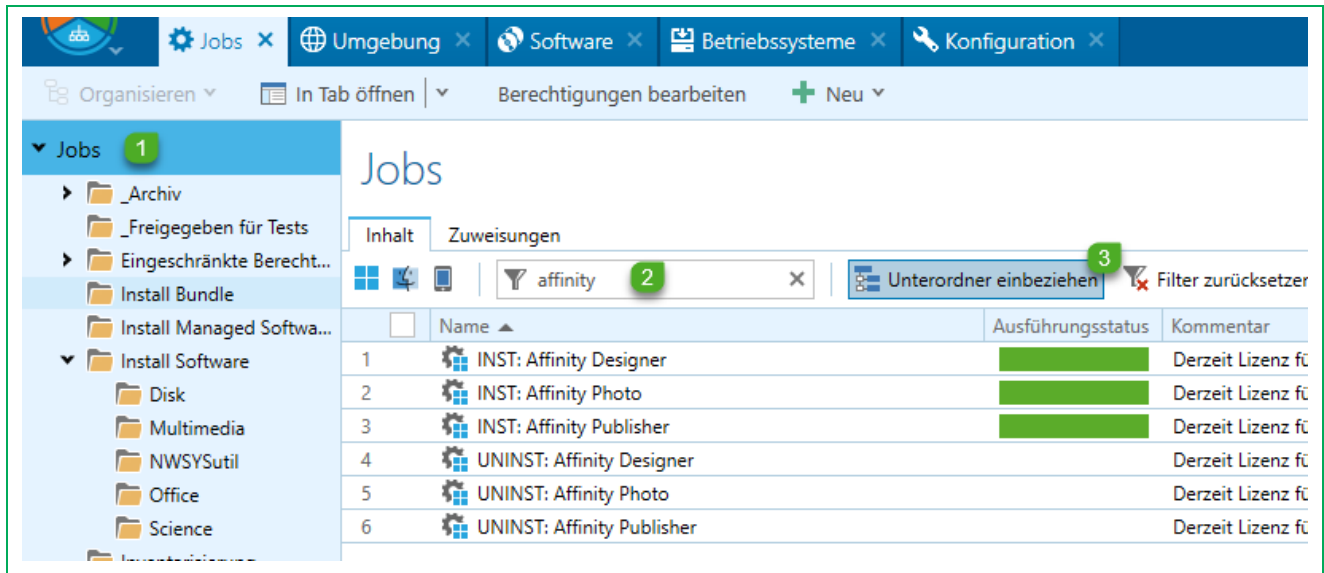 Jobs Umgebung Software Betriebssysteme Konfiguration
Organisieren In Tab öffnen Berechtigungen bearbeiten Neu
Jobs 1
_Archiv
_Freigegeben für Tests
Eingeschränkte Berecht...
Install Bundle
Install Managed Softwa...
Install Software
Disk
Multimedia
NWSYSutil
Office
Science
Jobs
Inhalt Zuweisungen
affinity 2 Unterordner einbeziehen 3 Filter zurücksetzen
Name Ausführungsstatus Kommentar
1 INST: Affinity Designer Derzeit Lizenz fü
2 INST: Affinity Photo Derzeit Lizenz fü
3 INST: Affinity Publisher Derzeit Lizenz fü
4 UNINST: Affinity Designer Derzeit Lizenz fü
5 UNINST: Affinity Photo Derzeit Lizenz fü
6 UNINST: Affinity Publisher Derzeit Lizenz fü